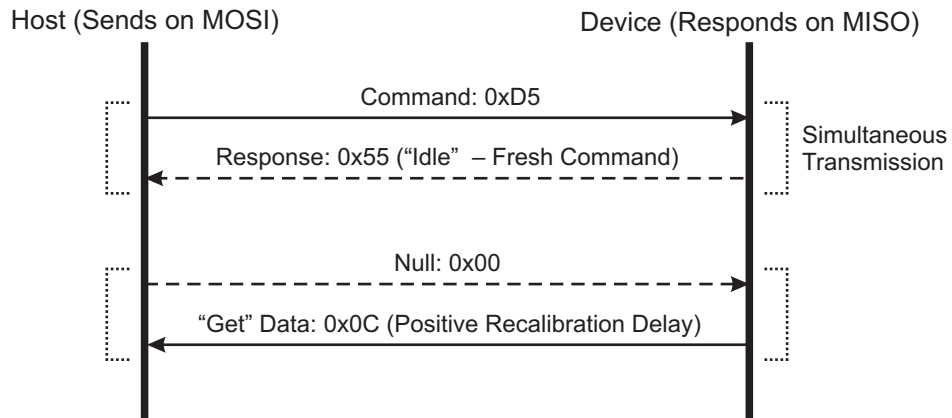 Host (Sends on MOSI)
Device (Responds on MISO)
Command: 0xD5
Response: 0x55 (“Idle” – Fresh Command)
Simultaneous
Transmission
Null: 0x00
“Get” Data: 0x0C (Positive Recalibration Delay)